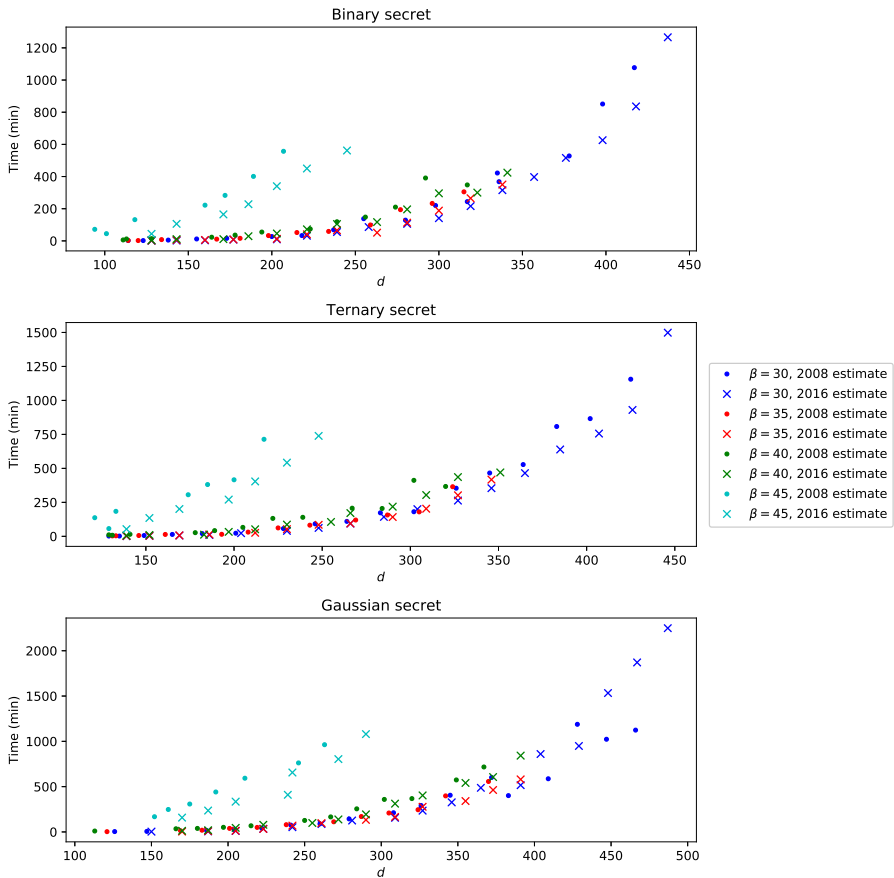 Binary secret
1200
1000
800
600
400
200
0
Time (min)
100 150 200 250 300 350 400 450
d
Ternary secret
1500
1250
1000
750
500
250
0
Time (min)
150 200 250 300 350 400 450
d
β = 30, 2008 estimate
β = 30, 2016 estimate
β = 35, 2008 estimate
β = 35, 2016 estimate
β = 40, 2008 estimate
β = 40, 2016 estimate
β = 45, 2008 estimate
β = 45, 2016 estimate
Gaussian secret
2000
1500
1000
500
0
Time (min)
100 150 200 250 300 350 400 450 500
d